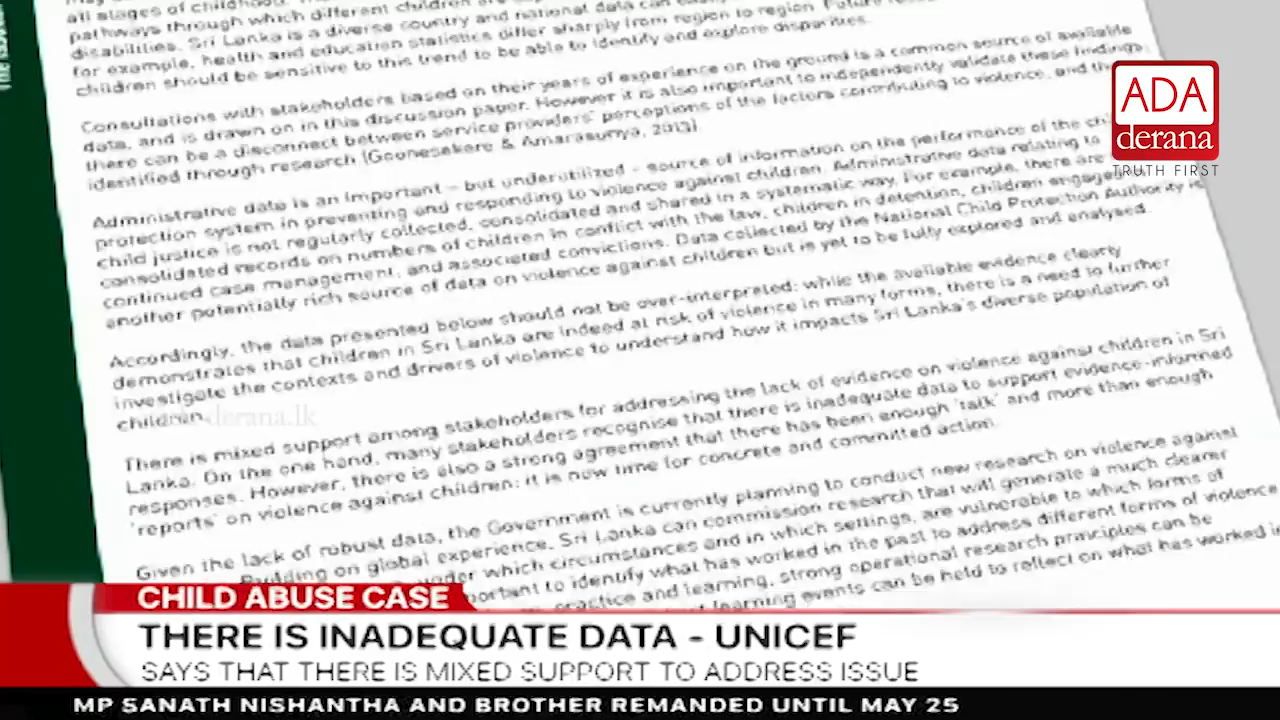 all stages of childhood.
pathways through which different children are
disabilities. Sri Lanka is a diverse country and national data can
for example, health and education statistics differ sharply from region to region. Future
children should be sensitive to this trend to be able to identify and explore disparities.
Consultations with stakeholders based on their years of experience on the ground is a common source of available
data, and is drawn on in this discussion paper. However it is also important to independently validate these findings,
there can be a disconnect between service providers' perceptions of the factors contributing to violence, and
identified through research (Goonesekere & Amarasuriya, 2013).
Administrative data is an important – but underutilized – source of information on the performance of the
protection system in preventing and responding to violence against children. Administrative data relating to
child justice is not regularly collected, consolidated and shared in a systematic way. For example, there are
consolidated records on numbers of children in conflict with the law, children in detention, children
continued case management, and associated convictions. Data collected by the National Child Protection Authority is
another potentially rich source of data on violence against children but is yet to be fully explored and analysed.
Accordingly, the data presented below should not be over-interpreted: while the available evidence clearly
demonstrates that children in Sri Lanka are indeed at risk of violence in many forms, there is a need to further
investigate the contexts and drivers of violence to understand how it impacts Sri Lanka's diverse population of
children.
derana.lk
There is mixed support among stakeholders for addressing the lack of evidence on violence against children in Sri
Lanka. On the one hand, many stakeholders recognise that there is inadequate data to support evidence-informed
responses. However, there is also a strong agreement that there has been enough 'talk' and more than enough
'reports' on violence against children: it is now time for concrete and committed action.
Given the lack of robust data, the Government is currently planning to conduct new research on violence against
Building on global experience, Sri Lanka can commission research that will generate a much clearer
under which circumstances and in which settings, are vulnerable to which forms of
to identify what has worked in the past to address different forms of violence
practice and learning, strong operational research principles can be
learning events can be held to reflect on what has worked
ADA
derana
TRUTH FIRST
CHILD ABUSE CASE
THERE IS INADEQUATE DATA - UNICEF
SAYS THAT THERE IS MIXED SUPPORT TO ADDRESS ISSUE
MP SANATH NISHANTHA AND BROTHER REMANDED UNTIL MAY 25